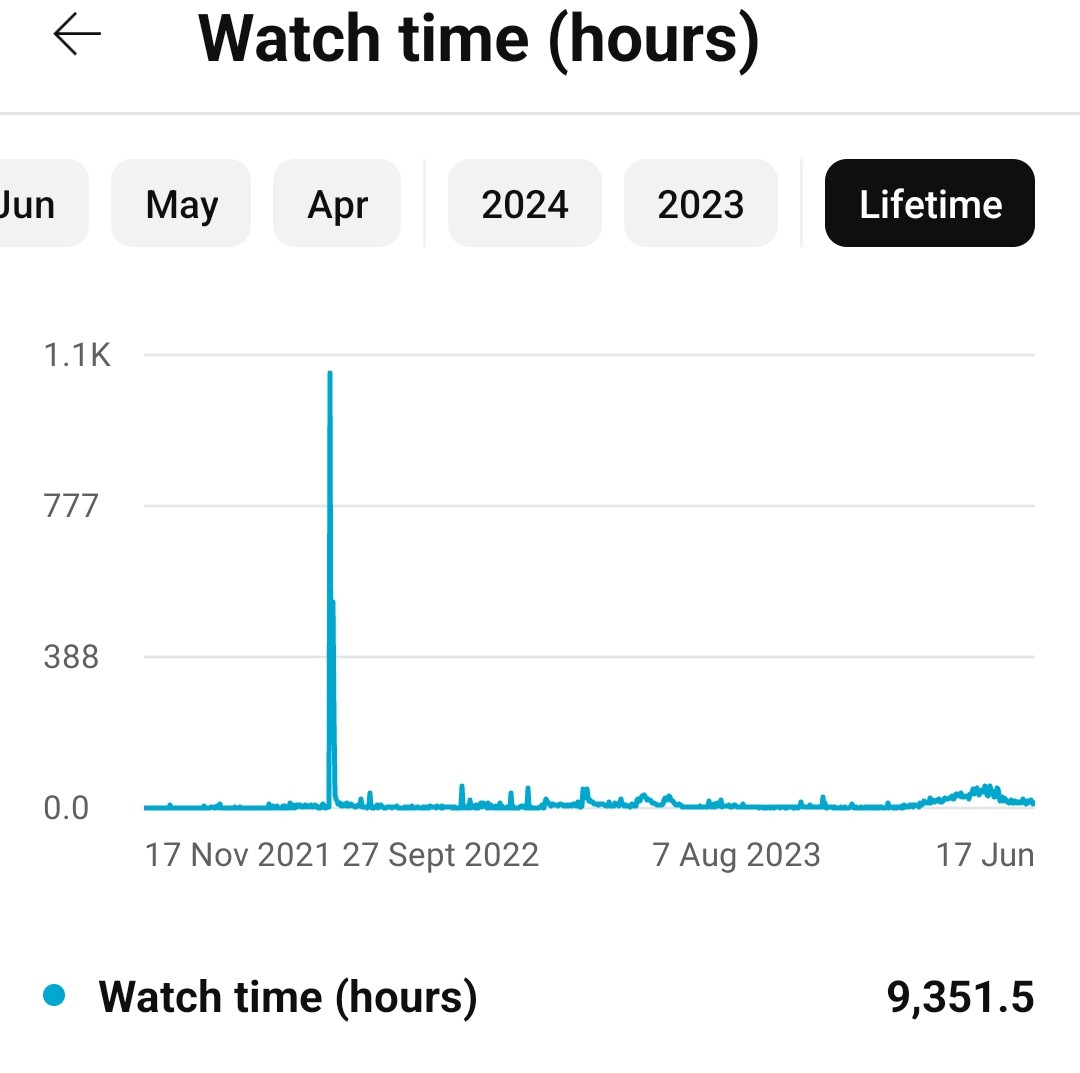 Watch time (hours)
Jun May Apr 2024 2023 Lifetime
1.1K
777
388
0.0
17 Nov 2021 27 Sept 2022 7 Aug 2023 17 Jun
Watch time (hours) 9,351.5